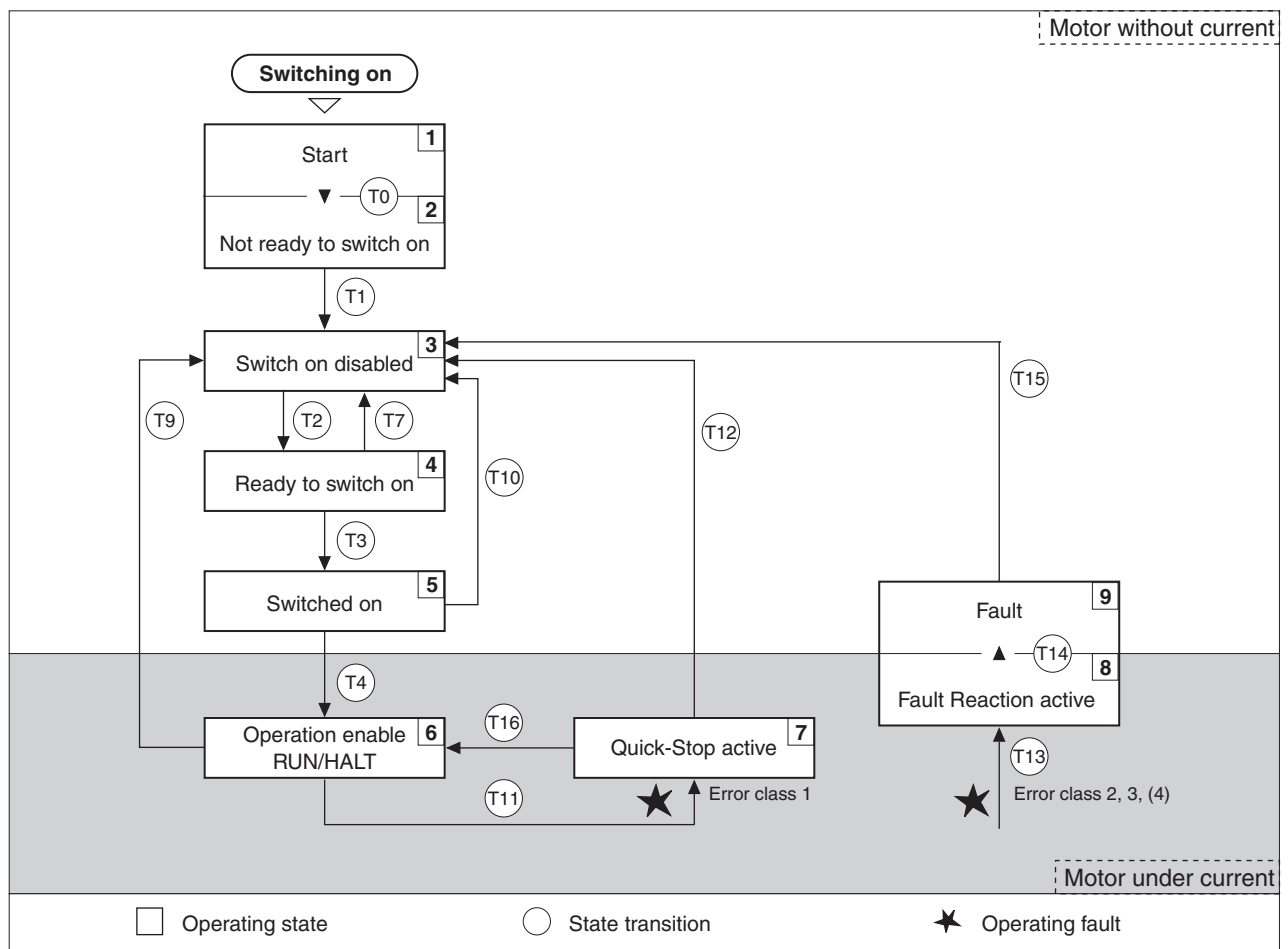 Motor without current
Switching on
1
Start
T0
2
Not ready to switch on
T1
3
Switch on disabled
T15
T9
T2
T7
T12
4
Ready to switch on
T10
T3
5
Switched on
9
Fault
T14
8
Fault Reaction active
T4
Operation enable
RUN/HALT
6
T16
7
Quick-Stop active
T13
T11
Error class 1
Error class 2, 3, (4)
Motor under current
Operating state
State transition
Operating fault